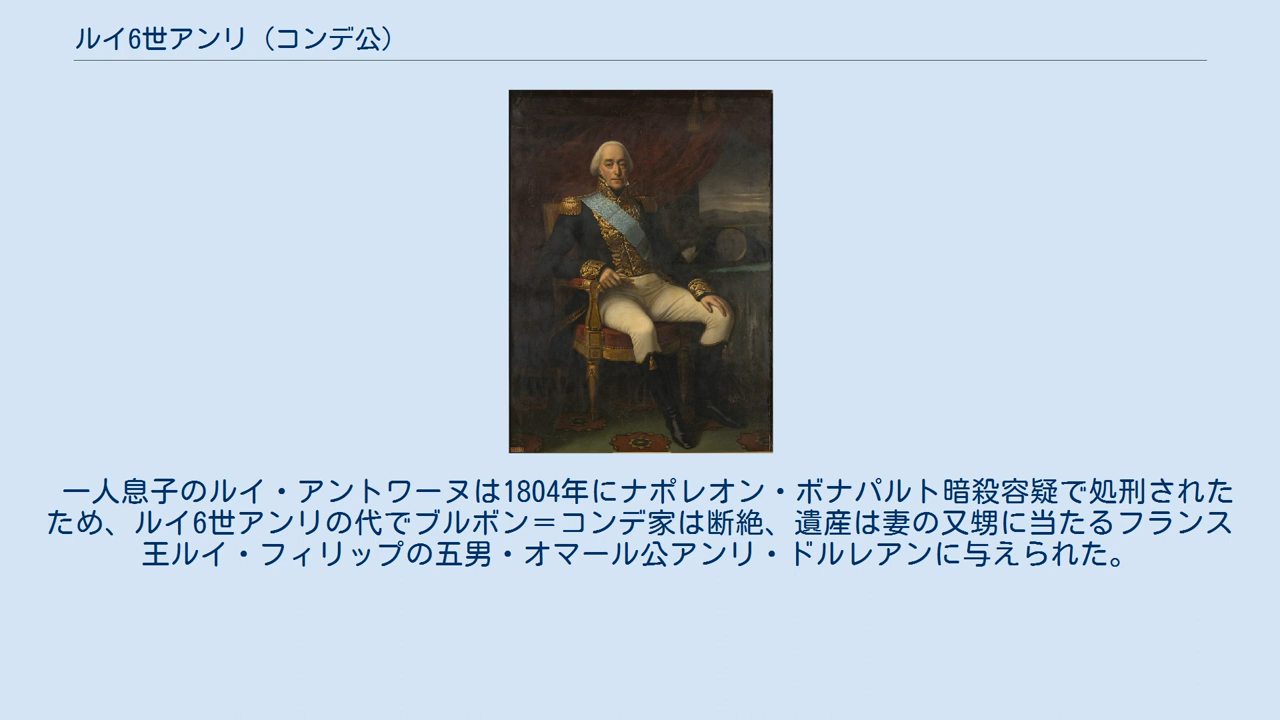 ルイ6世アンリ（コンデ公）
一人息子のルイ・アントワーヌは1804年にナポレオン・ボナパルト暗殺容疑で処刑された
ため、ルイ6世アンリの代でブルボン＝コンデ家は断絶、遺産は妻の又甥に当たるフランス
王ルイ・フィリップの五男・オマール公アンリ・ドルレアンに与えられた。